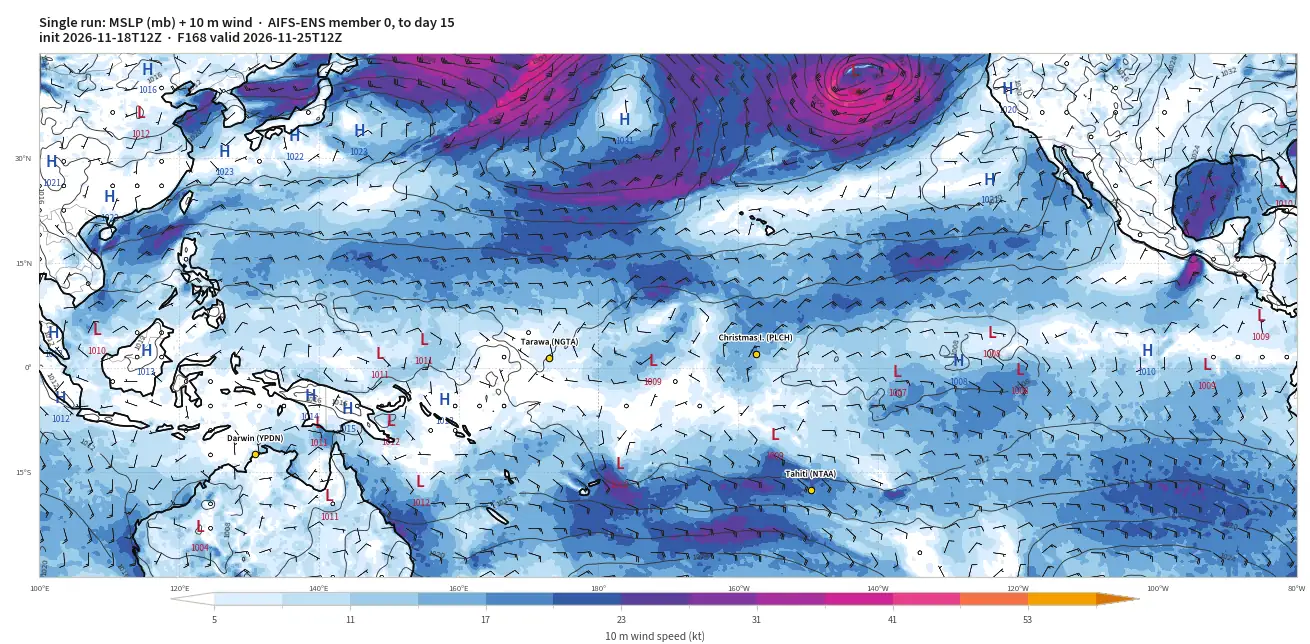 Single run: MSLP (mb) + 10 m wind · AIFS-ENS member 0, to day 15
init 2026-11-18T12Z · F168 valid 2026-11-25T12Z
H 1016
L 1012
H 1021
H 1023
H 1022
H 1023
H 1031
H
H
1032
30°N
15°N
0°
15°S
L 1010
H 1013
H 1012
L 1011
L 1011
Tarawa (NGTA)
Christmas I. (PLCH)
L 1009
H 1008
L 1007
H 1010
L 1009
L 1009
H 1014
H 1015
L 1011
L 1012
H
Darwin (YPDN)
L 1004
L 1011
L 1012
L
L
Tahiti (NTAA)
1012
1008
100°E
120°E
140°E
160°E
180°
160°W
140°W
120°W
100°W
80°W
5
11
17
23
31
41
53
10 m wind speed (kt)